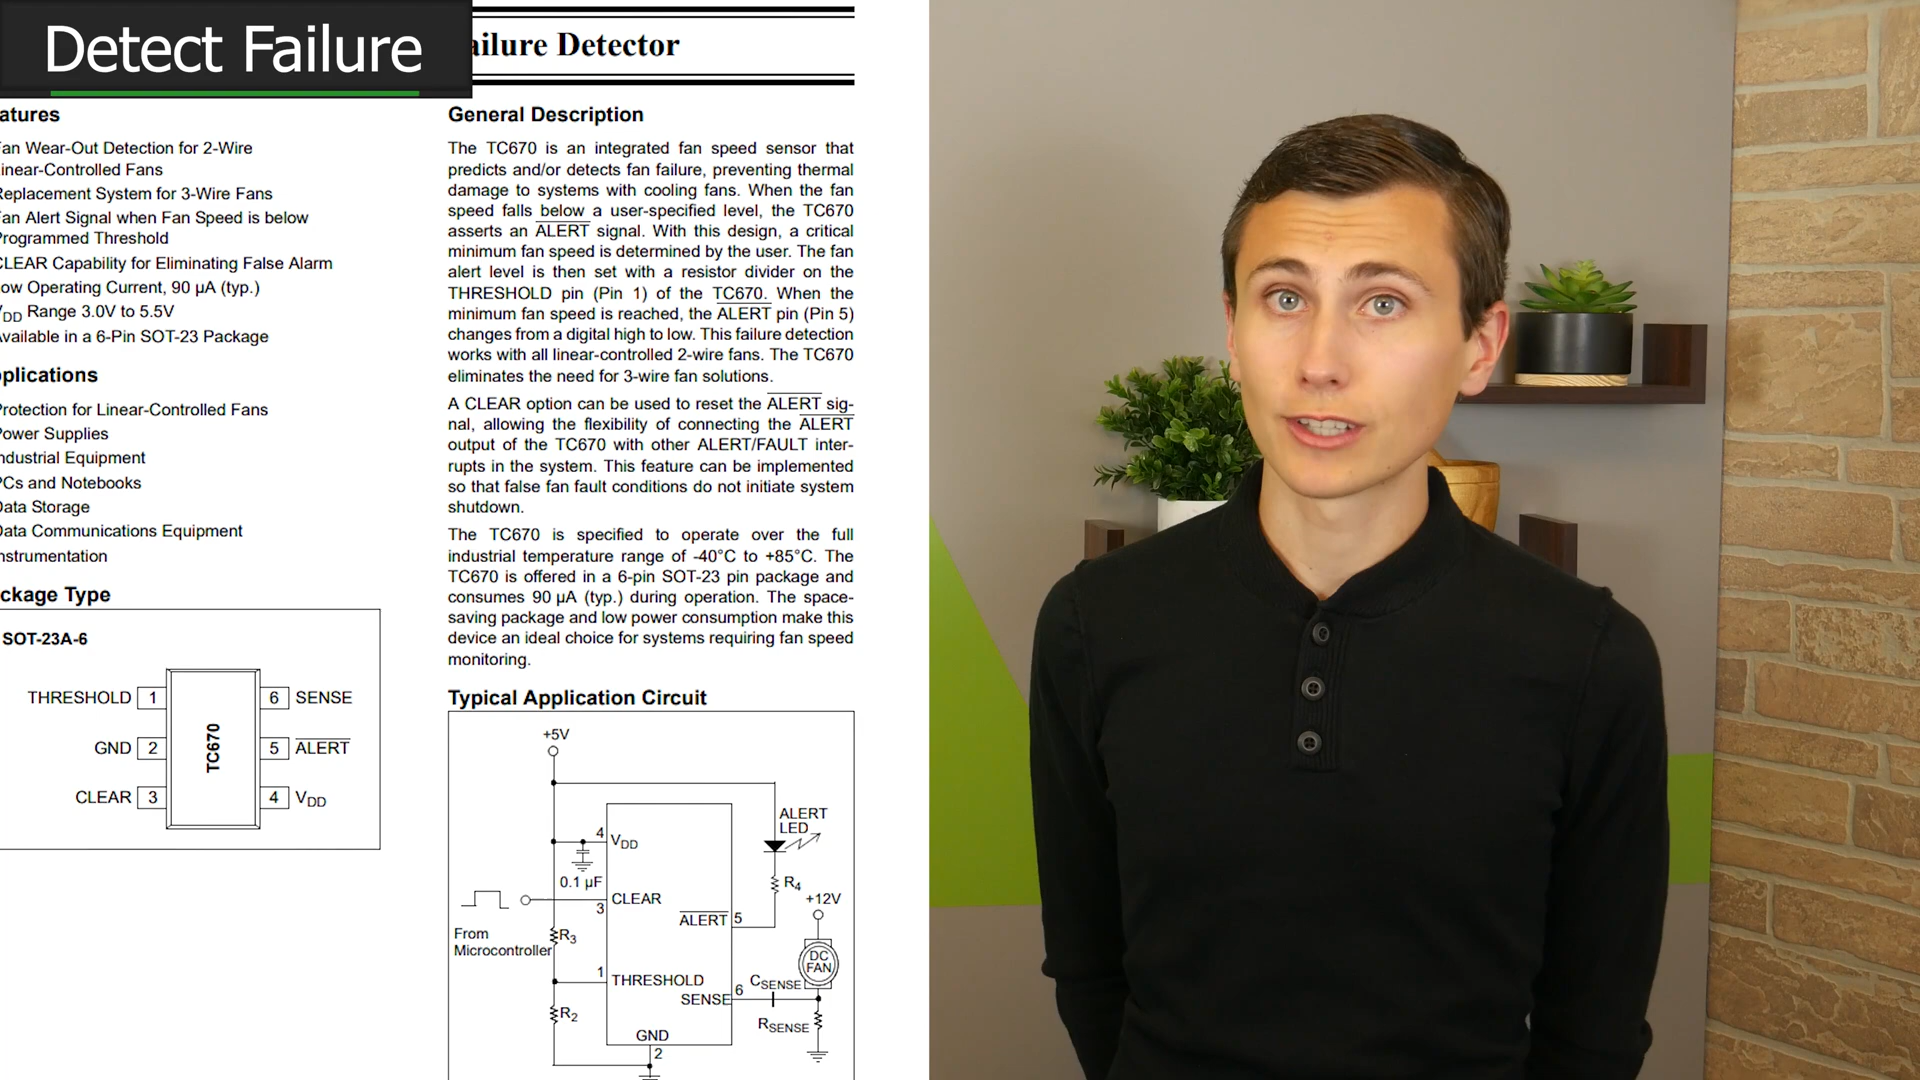 Detect Failure
ailure Detector
atures
an Wear-Out Detection for 2-Wire
inear-Controlled Fans
Replacement System for 3-Wire Fans
an Alert Signal when Fan Speed is below
Programmed Threshold
CLEAR Capability for Eliminating False Alarm
ow Operating Current, 90 µA (typ.)
VDD Range 3.0V to 5.5V
vailable in a 6-Pin SOT-23 Package
plications
Protection for Linear-Controlled Fans
Power Supplies
ndustrial Equipment
PCs and Notebooks
Data Storage
Data Communications Equipment
nstrumentation
ckage Type
SOT-23A-6
THRESHOLD 1
GND 2
CLEAR 3
TC670
6 SENSE
5 ALERT
4 VDD
General Description
The TC670 is an integrated fan speed sensor that
predicts and/or detects fan failure, preventing thermal
damage to systems with cooling fans. When the fan
speed falls below a user-specified level, the TC670
asserts an ALERT signal. With this design, a critical
minimum fan speed is determined by the user. The fan
alert level is then set with a resistor divider on the
THRESHOLD pin (Pin 1) of the TC670. When the
minimum fan speed is reached, the ALERT pin (Pin 5)
changes from a digital high to low. This failure detection
works with all linear-controlled 2-wire fans. The TC670
eliminates the need for 3-wire fan solutions.
A CLEAR option can be used to reset the ALERT sig-
nal, allowing the flexibility of connecting the ALERT
output of the TC670 with other ALERT/FAULT inter-
rupts in the system. This feature can be implemented
so that false fan fault conditions do not initiate system
shutdown.
The TC670 is specified to operate over the full
industrial temperature range of -40°C to +85°C. The
TC670 is offered in a 6-pin SOT-23 pin package and
consumes 90 µA (typ.) during operation. The space-
saving package and low power consumption make this
device an ideal choice for systems requiring fan speed
monitoring.
Typical Application Circuit
+5V
ALERT
LED
4 VDD
0.1 µF
R4
+12V
CLEAR
3
ALERT 5
From
Microcontroller
R3
DC
FAN
1 THRESHOLD
CSENSE
SENSE 6
R2
RSENSE
GND
2